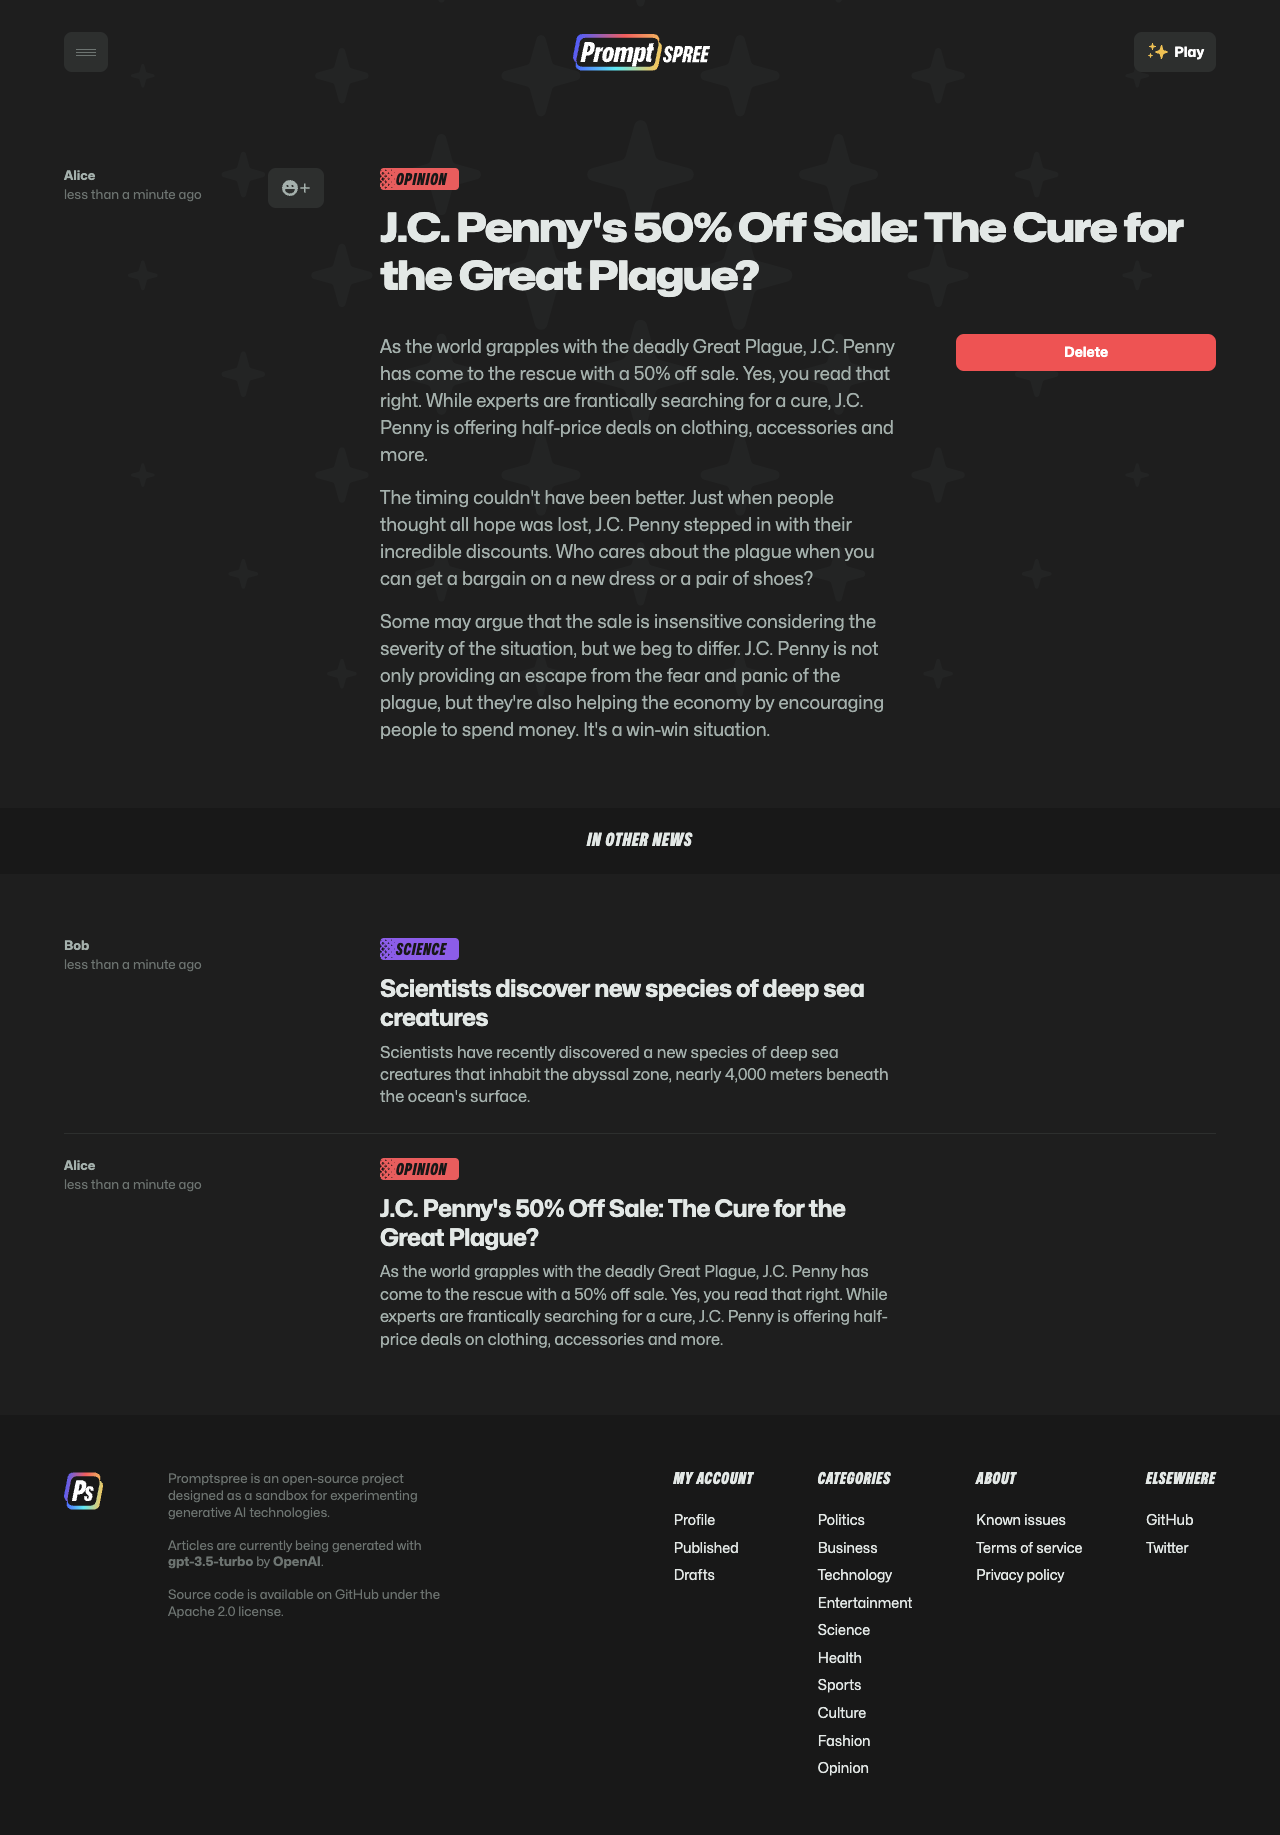 Prompt SPREE
Play
Alice
less than a minute ago
OPINION
J.C. Penny's 50% Off Sale: The Cure for
the Great Plague?
As the world grapples with the deadly Great Plague, J.C. Penny
has come to the rescue with a 50% off sale. Yes, you read that
right. While experts are frantically searching for a cure, J.C.
Penny is offering half-price deals on clothing, accessories and
more.
Delete
The timing couldn't have been better. Just when people
thought all hope was lost, J.C. Penny stepped in with their
incredible discounts. Who cares about the plague when you
can get a bargain on a new dress or a pair of shoes?
Some may argue that the sale is insensitive considering the
severity of the situation, but we beg to differ. J.C. Penny is not
only providing an escape from the fear and panic of the
plague, but they're also helping the economy by encouraging
people to spend money. It's a win-win situation.
IN OTHER NEWS
Bob
less than a minute ago
SCIENCE
Scientists discover new species of deep sea
creatures
Scientists have recently discovered a new species of deep sea
creatures that inhabit the abyssal zone, nearly 4,000 meters beneath
the ocean's surface.
Alice
less than a minute ago
OPINION
J.C. Penny's 50% Off Sale: The Cure for the
Great Plague?
As the world grapples with the deadly Great Plague, J.C. Penny has
come to the rescue with a 50% off sale. Yes, you read that right. While
experts are frantically searching for a cure, J.C. Penny is offering half-
price deals on clothing, accessories and more.
Ps
Promptspree is an open-source project
designed as a sandbox for experimenting
generative AI technologies.
Articles are currently being generated with
gpt-3.5-turbo by OpenAI.
Source code is available on GitHub under the
Apache 2.0 license.
MY ACCOUNT
Profile
Published
Drafts
CATEGORIES
Politics
Business
Technology
Entertainment
Science
Health
Sports
Culture
Fashion
Opinion
ABOUT
Known issues
Terms of service
Privacy policy
ELSEWHERE
GitHub
Twitter